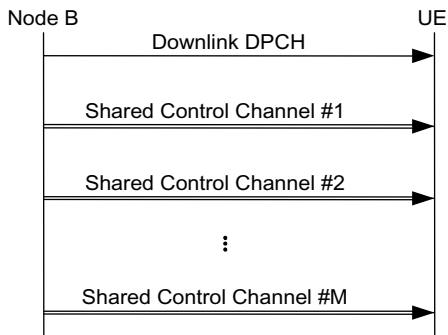 Node B
UE
Downlink DPCH
Shared Control Channel #1
Shared Control Channel #2
Shared Control Channel #M